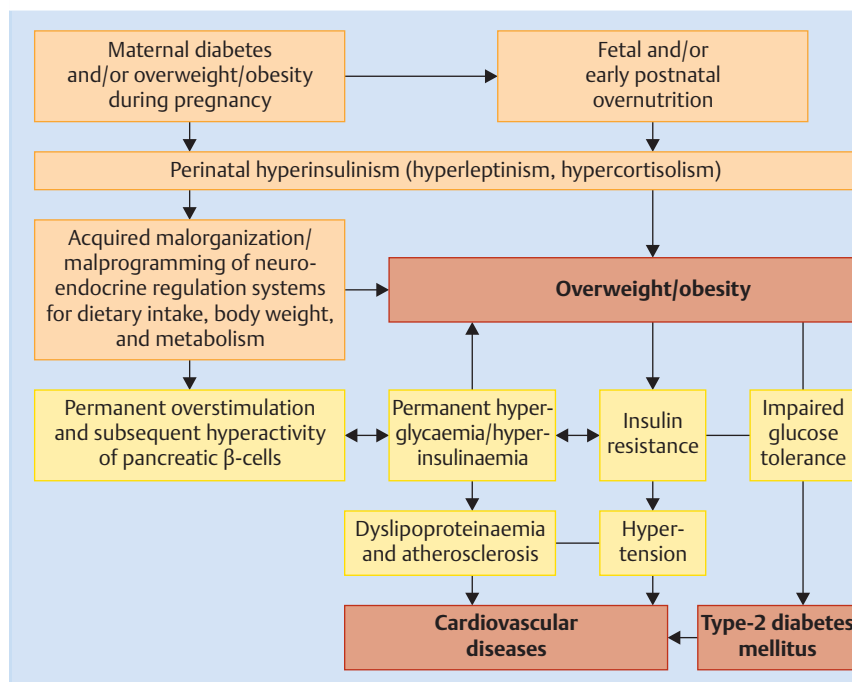 Maternal diabetes
and/or overweight/obesity
during pregnancy
Fetal and/or
early postnatal
overnutrition
Perinatal hyperinsulinism (hyperleptinism, hypercortisolism)
Acquired malorganization/
malprogramming of neuro-
endocrine regulation systems
for dietary intake, body weight,
and metabolism
Overweight/obesity
Permanent overstimulation
and subsequent hyperactivity
of pancreatic β-cells
Permanent hyper-
glycaemia/hyper-
insulinaemia
Insulin
resistance
Impaired
glucose
tolerance
Dyslipoproteinaemia
and atherosclerosis
Hyper-
tension
Cardiovascular
diseases
Type-2 diabetes
mellitus